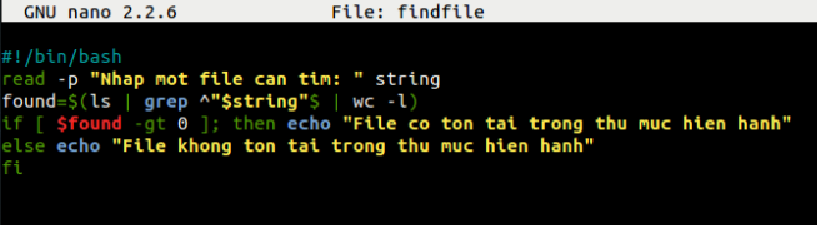 GNU nano 2.2.6 File: findfile
#!/bin/bash
read -p "Nhap mot file can tim: " string
found=$(ls | grep ^"$string"$ | wc -l)
if [ $found -gt 0 ]; then echo "File co ton tai trong thu muc hien hanh"
else echo "File khong ton tai trong thu muc hien hanh"
fi